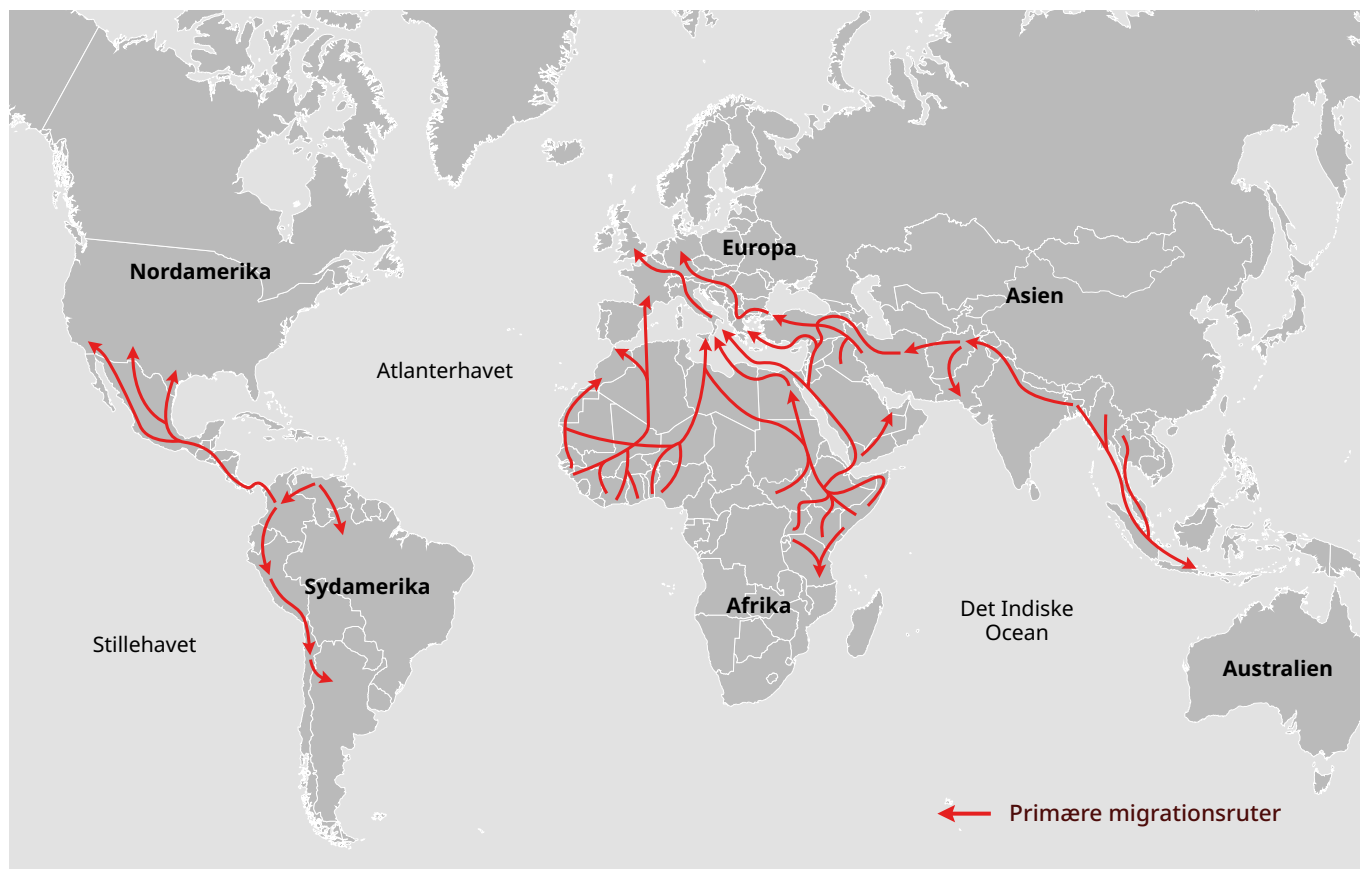 Europa
Nordamerika
Asien
Atlanterhavet
Sydamerika
Afrika
Det Indiske
Ocean
Stillehavet
Australien
Primære migrationsruter